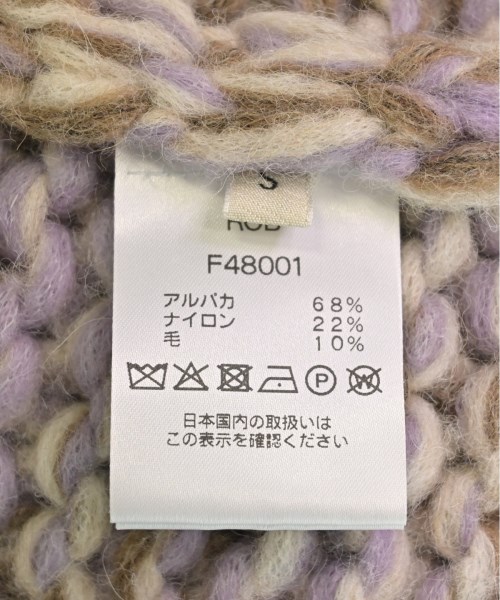 S
F48001
アルパカ 68%
ナイロン 22%
毛 10%
P W
日本国内の取扱いは
この表示を確認ください